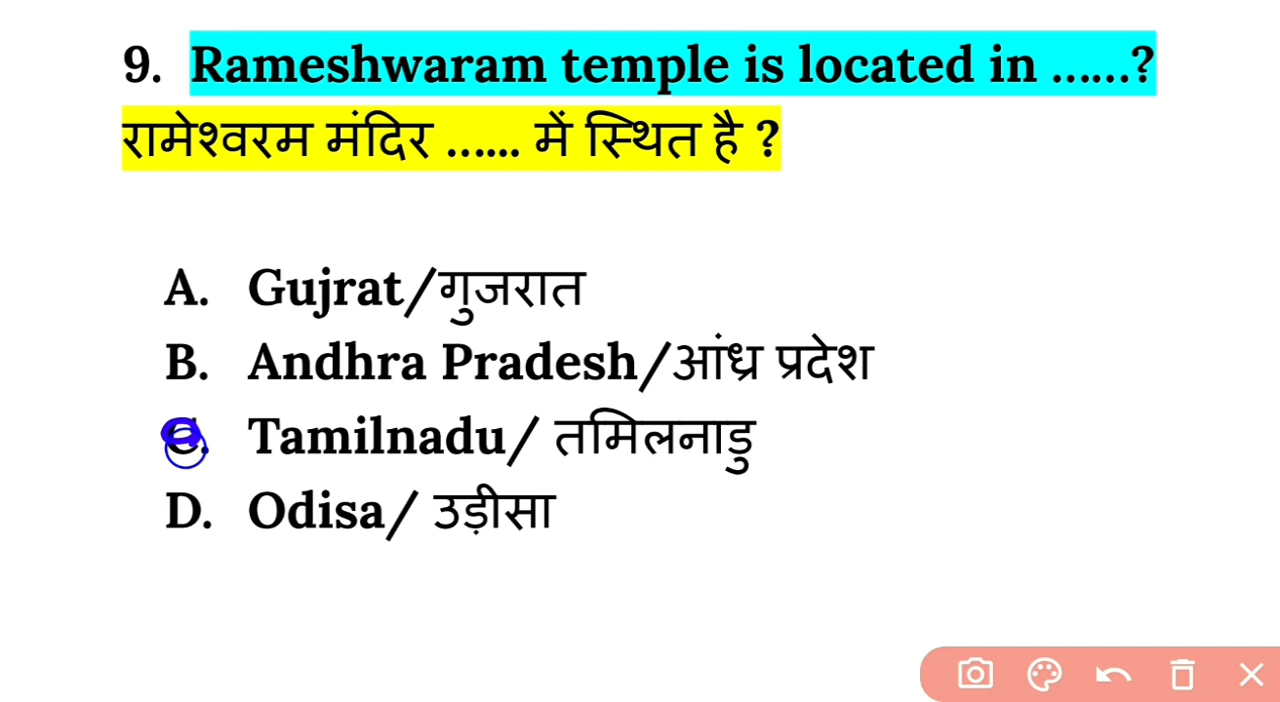 9. Rameshwaram temple is located in ......?
रामेश्वरम मंदिर ...... में स्थित है ?
A. Gujrat/गुजरात
B. Andhra Pradesh/आंध्र प्रदेश
C. Tamilnadu/ तमिलनाडु
D. Odisa/ उड़ीसा